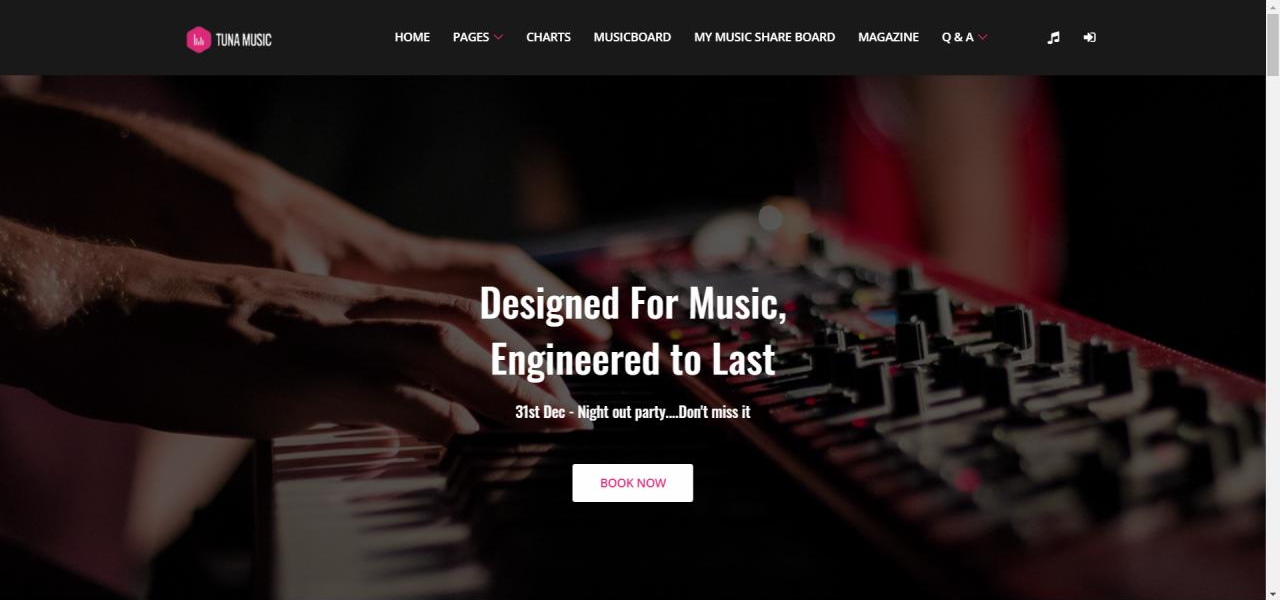 TUNA MUSIC
HOME
PAGES
CHARTS
MUSICBOARD
MY MUSIC SHARE BOARD
MAGAZINE
Q & A
Designed For Music,
Engineered to Last
31st Dec - Night out party....Don't miss it
BOOK NOW